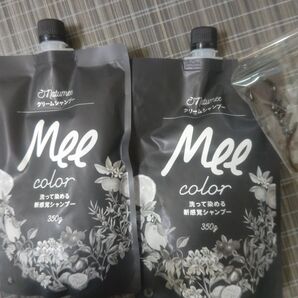 Natumee
クリームシャンプー
Mee
color
洗って染める
新感覚シャンプー
350g
Natumee
クリームシャンプー
Mee
color
洗って染める
新感覚シャンプー
350g